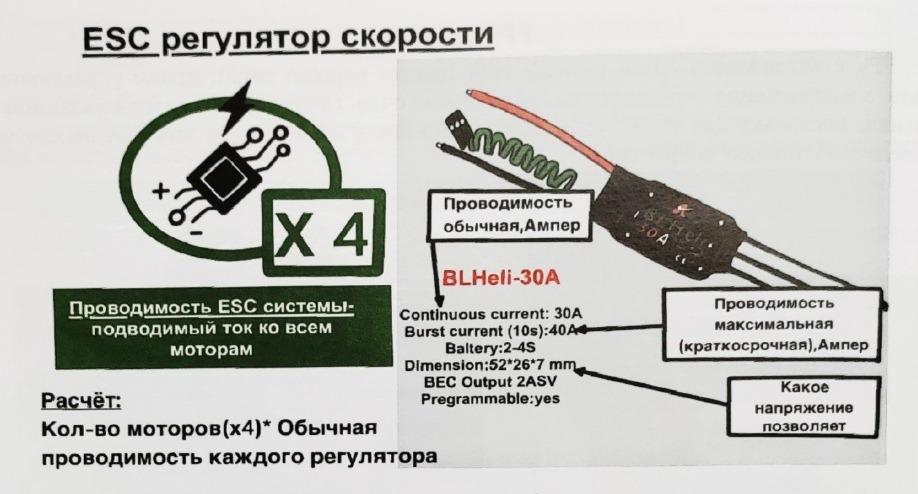 ESC регулятор скорости
+
-
X 4
Проводимость ESC системы-
подводимый ток ко всем
моторам
Расчёт:
Кол-во моторов(x4)* Обычная
проводимость каждого регулятора
Проводимость
обычная,Ампер
BLHeli
30A
BLHeli-30A
Continuous current: 30A
Burst current (10s):40A
Baltery:2-4S
Dimension:52*26*7 mm
BEC Output 2ASV
Pregrammable:yes
Проводимость
максимальная
(краткосрочная),Ампер
Какое
напряжение
позволяет